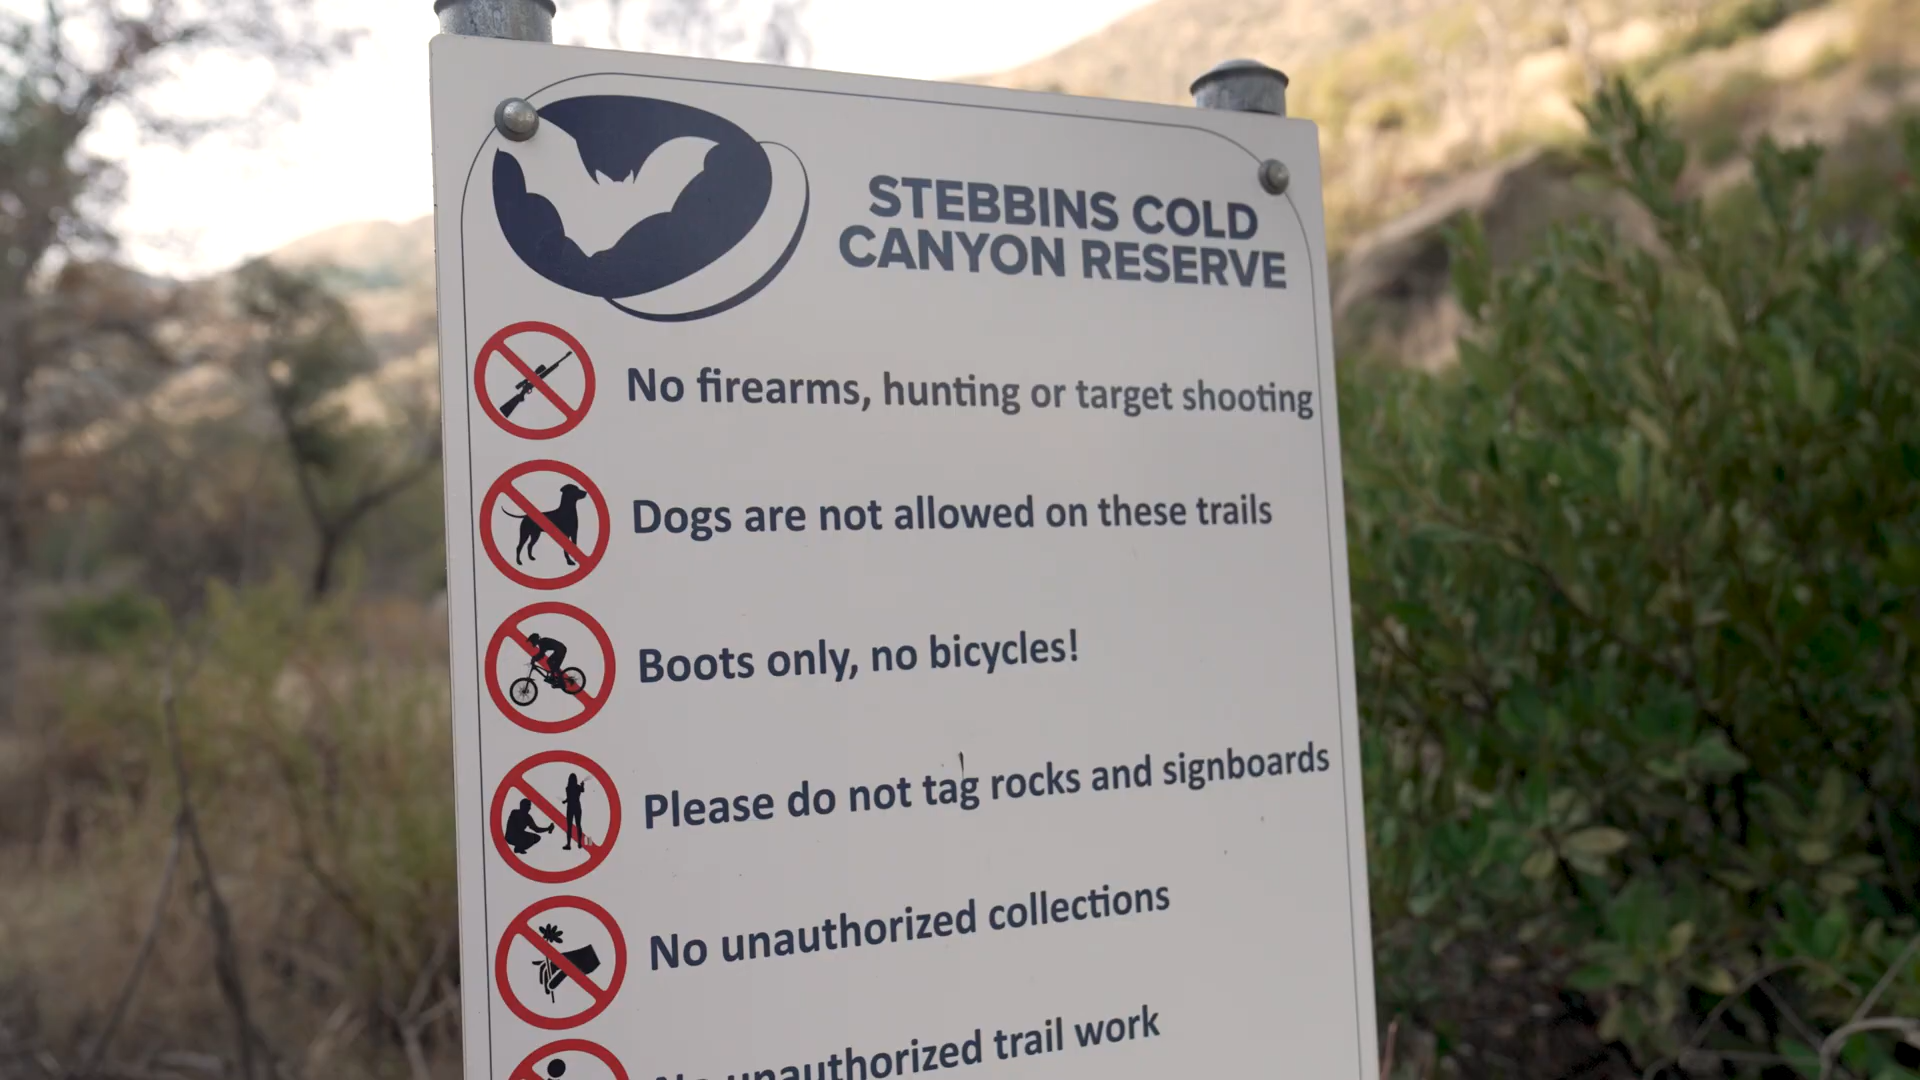 STEBBINS COLD
CANYON RESERVE
No firearms, hunting or target shooting
Dogs are not allowed on these trails
Boots only, no bicycles!
Please do not tag rocks and signboards
No unauthorized collections
No unauthorized trail work